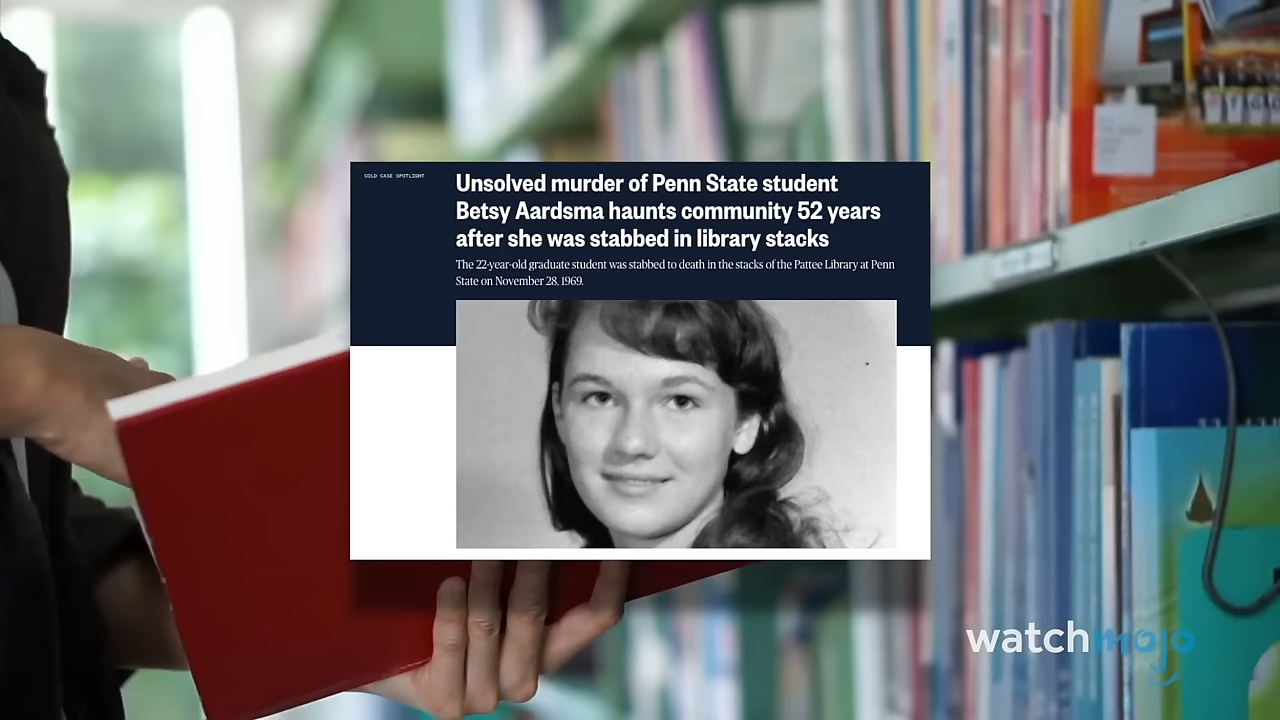 COLD CASE SPOTLIGHT
Unsolved murder of Penn State student
Betsy Aardsma haunts community 52 years
after she was stabbed in library stacks
The 22-year-old graduate student was stabbed to death in the stacks of the Pattee Library at Penn
State on November 28, 1969.
watchmojo